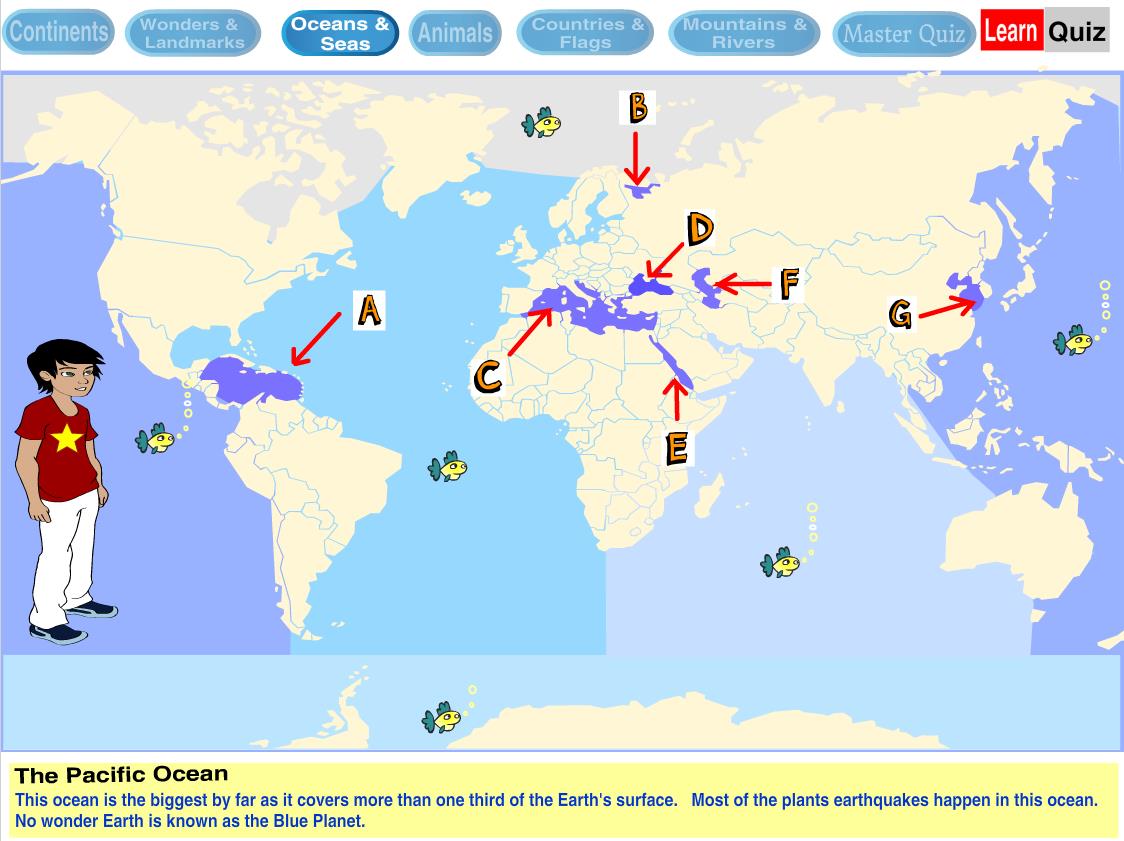 Continents
Wonders &
Landmarks
Oceans &
Seas
Animals
Countries &
Flags
Mountains &
Rivers
Master Quiz
Learn
Quiz
B
D
F
A
G
C
E
The Pacific Ocean
This ocean is the biggest by far as it covers more than one third of the Earth's surface. Most of the plants earthquakes happen in this ocean.
No wonder Earth is known as the Blue Planet.